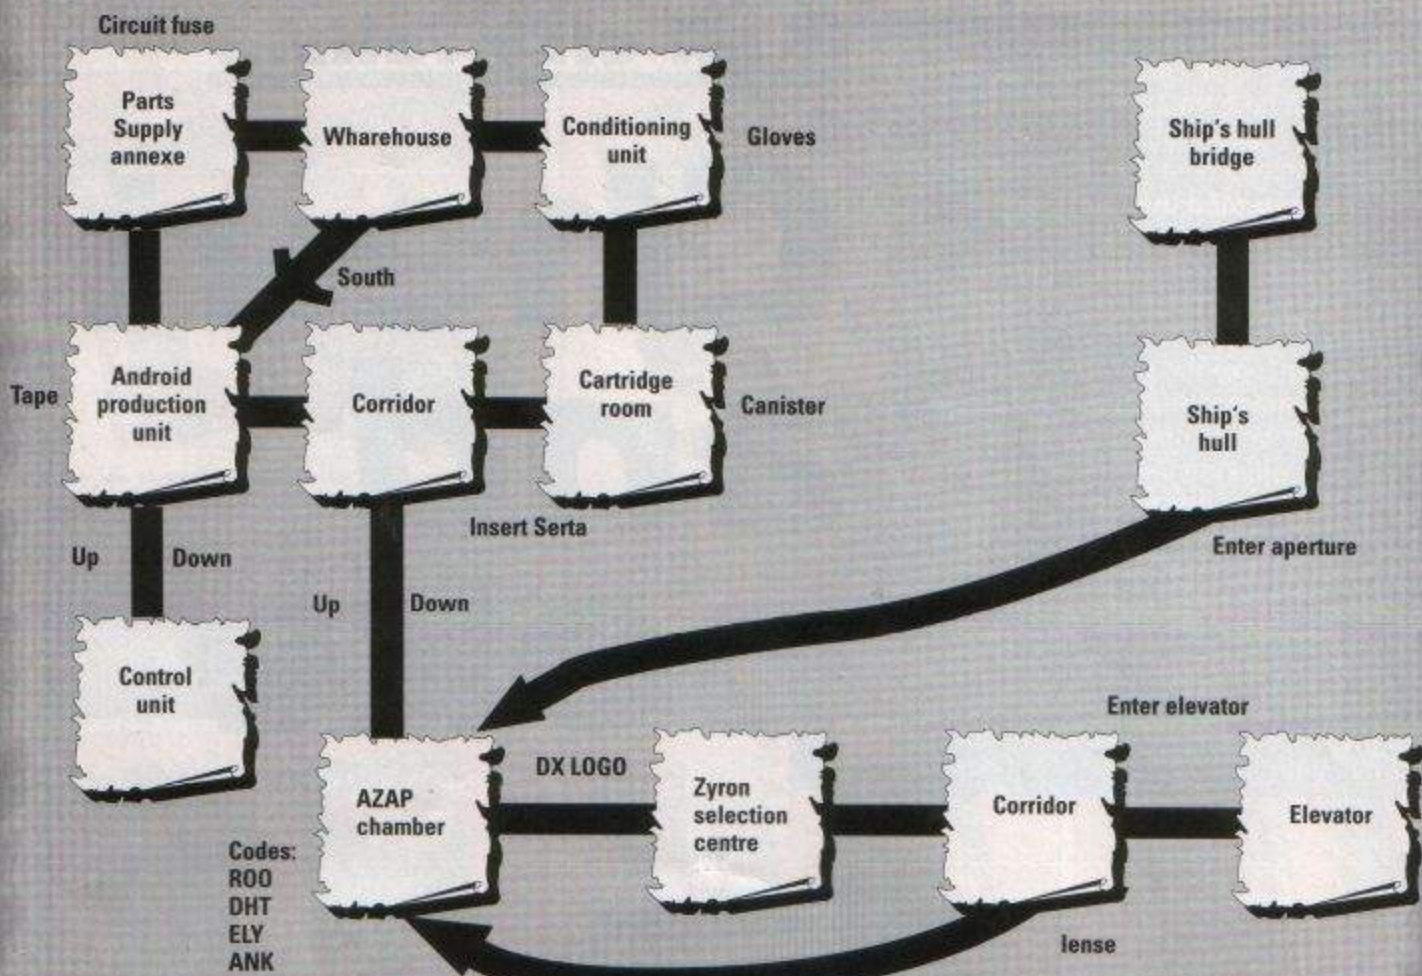 Circuit fuse
Parts
Supply
annexe
Wharehouse
Conditioning
unit
Gloves
Ship's hull
bridge
South
Tape
Android
production
unit
Corridor
Cartridge
room
Canister
Ship's
hull
Insert Serta
Enter aperture
Up
Down
Up
Down
Control
unit
Enter elevator
AZAP
chamber
DX LOGO
Zyron
selection
centre
Corridor
Elevator
Codes:
ROO
DHT
ELY
ANK
lense